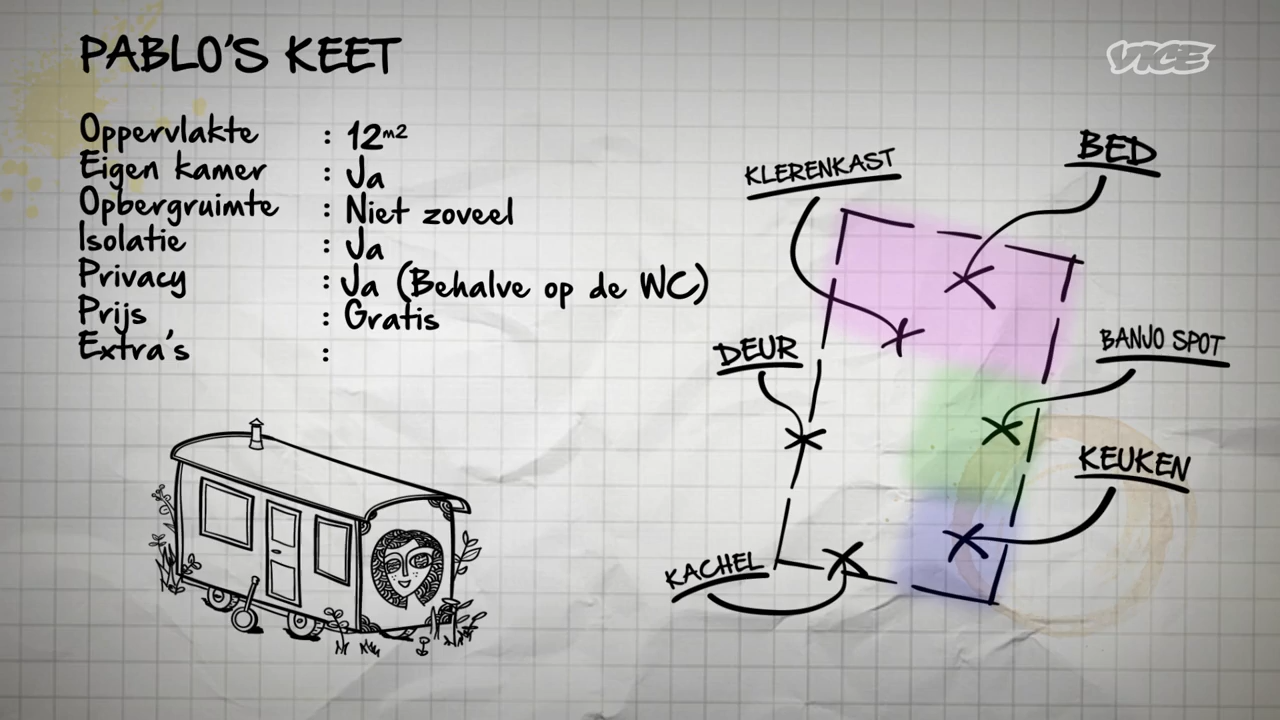 PABLO'S KEET
VICE
Oppervlakte : 12m2
Eigen kamer : Ja
Opbergruimte : Niet zoveel
Isolatie : Ja
Privacy : Ja (Behalve op de WC)
Prijs : Gratis
Extra's :
KLERENKAST
BED
DEUR
BANJO SPOT
KEUKEN
KACHEL